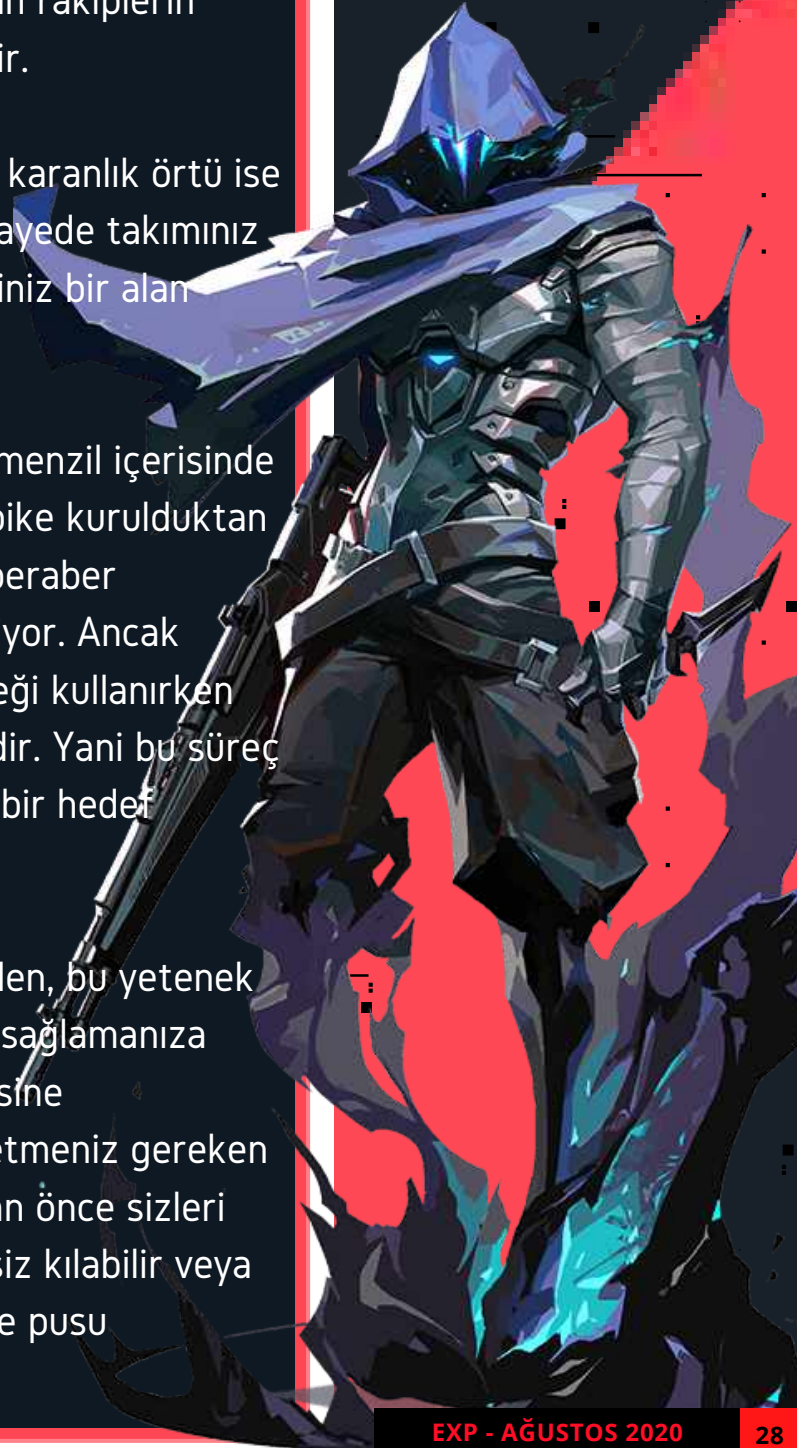 rakiplerin
ir.
karanlık örtü ise
ayede takımınız
iniz bir alan
menzil içerisinde
pike kurulduktan
beraber
yor. Ancak
eği kullanırken
dir. Yani bu süreç
bir hedef
den, bu yetenek
sağlamanıza
sine
etmeniz gereken
an önce sizleri
siz kılabilir veya
e pusu
EXP - AĞUSTOS 2020 28